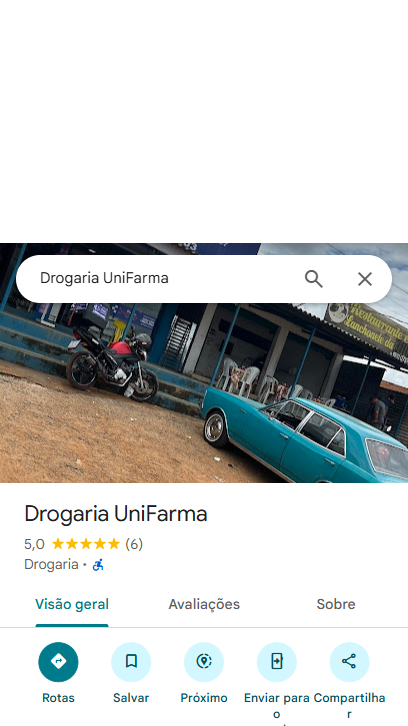 Drogaria UniFarma
Restaurante e
Lanchonete da
Drogaria UniFarma
5,0 ★★★★★ (6)
Drogaria ·
Visão geral
Avaliações
Sobre
Rotas
Salvar
Próximo
Enviar para o
Compartilhar